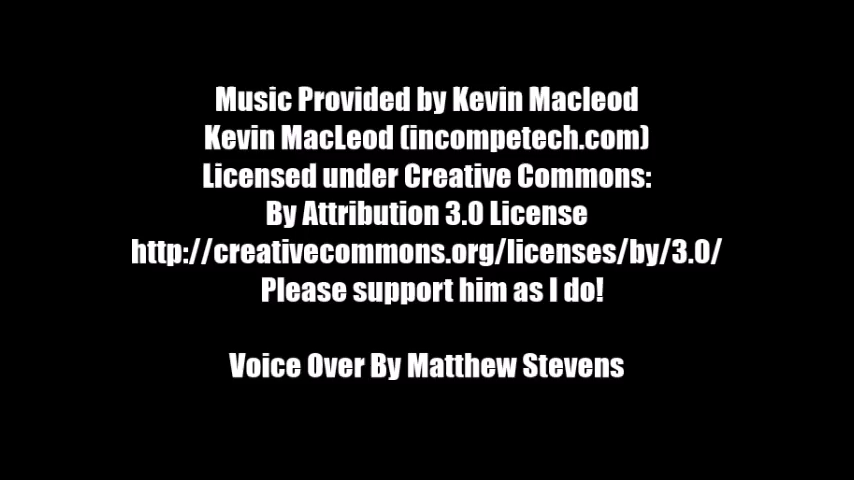 Music Provided by Kevin Macleod
Kevin MacLeod (incompetech.com)
Licensed under Creative Commons:
By Attribution 3.0 License
http://creativecommons.org/licenses/by/3.0/
Please support him as I do!
Voice Over By Matthew Stevens